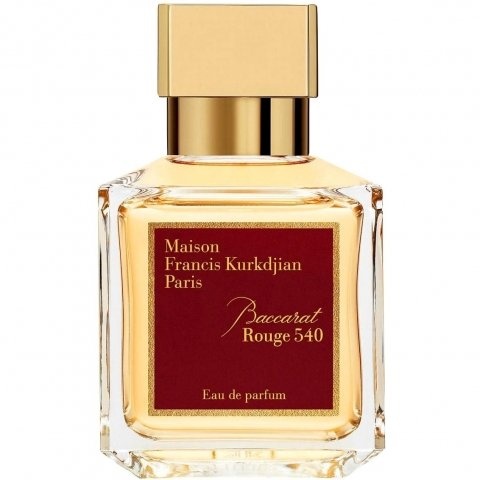 Maison
Francis Kurkdjian
Paris
Baccarat
Rouge 540
Eau de parfum